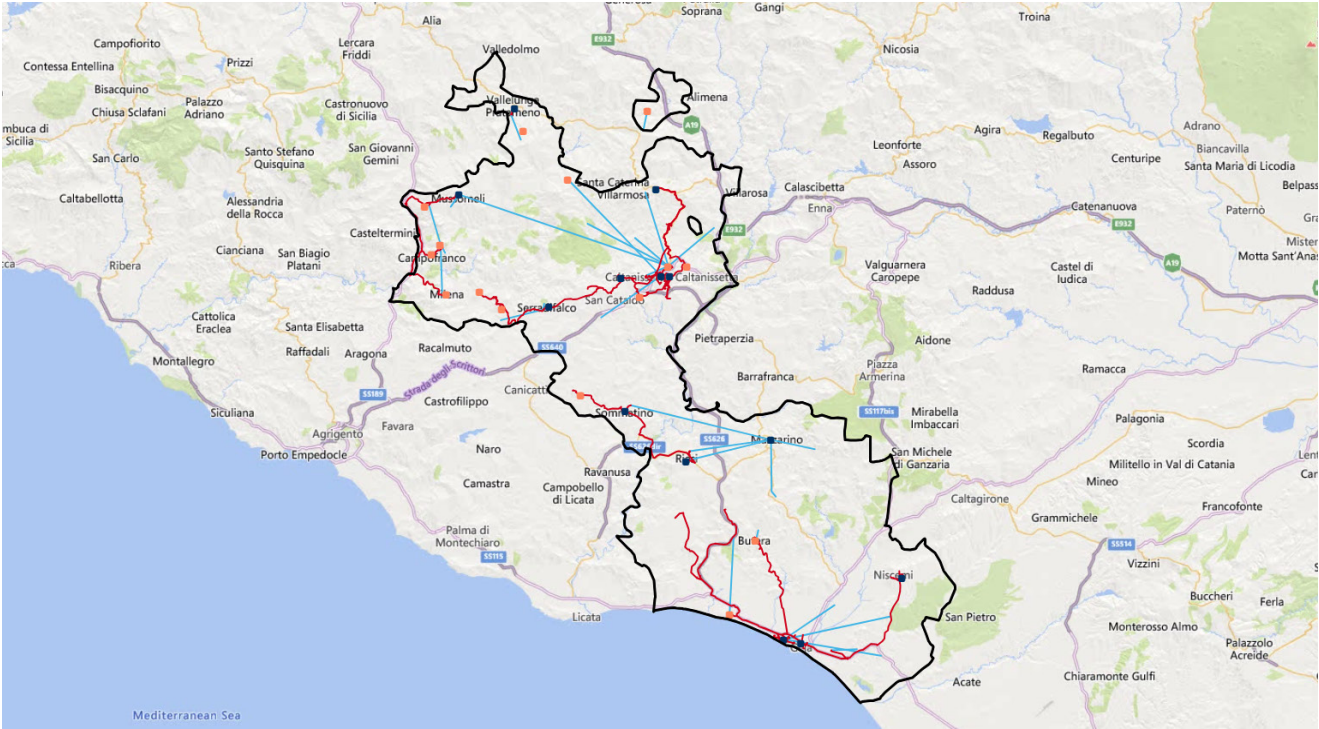 Soprana
Gangi
Troina
Alia
E932
Campofiorito
Lercara
Friddi
Valledolmo
Nicosia
Contessa Entellina
Prizzi
Bisacquino
Chiusa Sclafani
Palazzo
Adriano
Castronuovo
di Sicilia
Vallelunga
Pratameno
Alimena
A19
mbuca di
Sicilia
San Carlo
Santo Stefano
Quisquina
San Giovanni
Gemini
Agira
Regalbuto
Adrano
Biancavilla
Leonforte
Assoro
Centuripe
Santa Maria di Licodia
Caltabellotta
Alessandria
della Rocca
Mussomeli
Santa Caterina
Villarmosa
Villarosa
Calascibetta
Enna
Belpass
Catenanuova
Paternò
E932
E932
Casteltermini
Cianciana
San Biagio
Platani
Campofranco
Ribera
Caltanissetta
Valguarnera
Caropepe
Castel di
Iudica
A19
Motta Sant'Anas
Mister
Raddusa
Milena
San Cataldo
Serradifalco
Cattolica
Eraclea
Santa Elisabetta
Raffadali
Aragona
Racalmuto
SS640
Pietraperzia
Aidone
Montallegro
Strada degli Scrittori
Piazza
Armerina
Barrafranca
Ramacca
SS189
Canicattì
Castrofilippo
Siculiana
Favara
Agrigento
Porto Empedocle
Sommatino
SS117bis
Mirabella
Imbaccari
Palagonia
Mazzarino
SS626
Naro
Riesi
Ravanusa
San Michele
di Ganzaria
Scordia
Militello in Val di Catania
Mineo
Camastra
Campobello
di Licata
Caltagirone
Francofonte
Grammichele
Palma di
Montechiaro
SS115
Butera
SS514
Vizzini
Niscemi
Buccheri
Ferla
Licata
San Pietro
Monterosso Almo
Palazzolo
Acreide
Gela
Acate
Chiaramonte Gulfi
Mediterranean Sea